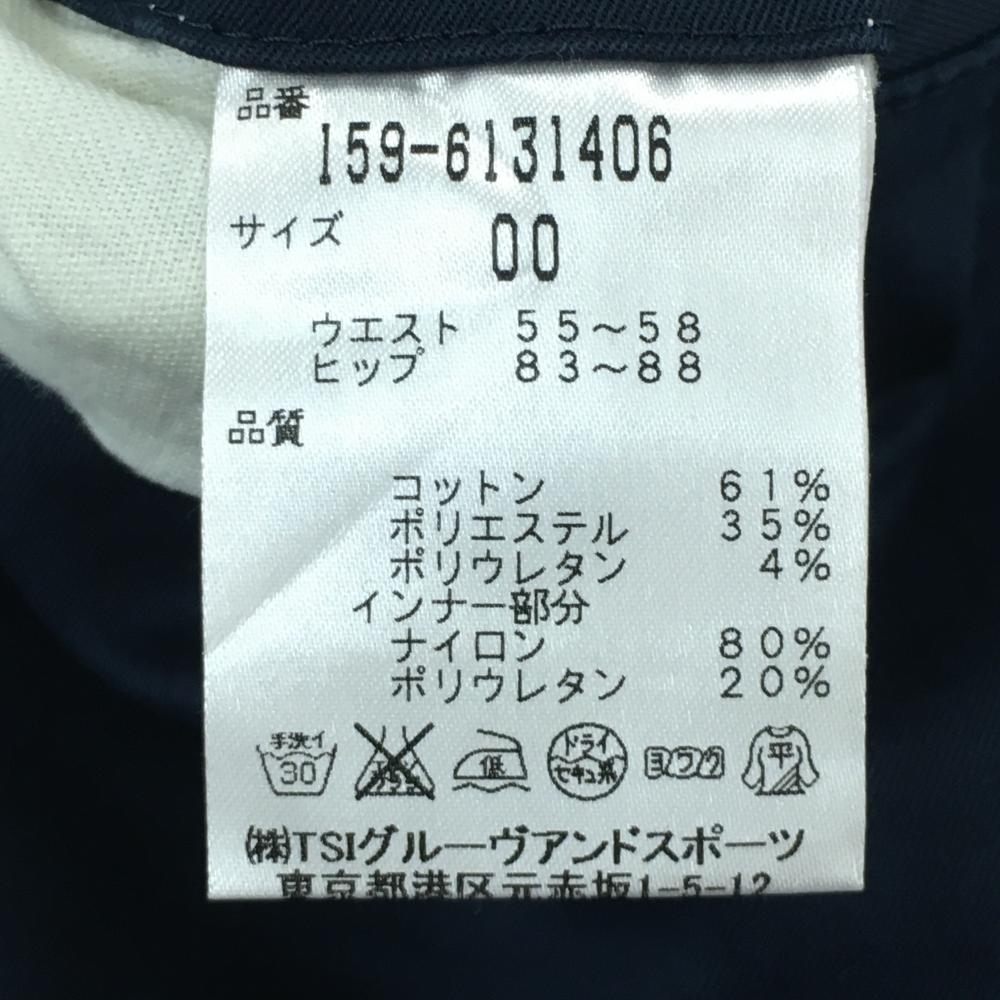 品番
159-6131406
サイズ 00
ウエスト 55～58
ヒップ 83～88
品質
コットン 61%
ポリエステル 35%
ポリウレタン 4%
インナー部分
ナイロン 80%
ポリウレタン 20%
手洗イ 30 低 ドライ セキユ系 ヨワク 平
㈱TSIグルーヴアンドスポーツ
東京都港区元赤坂1-5-12